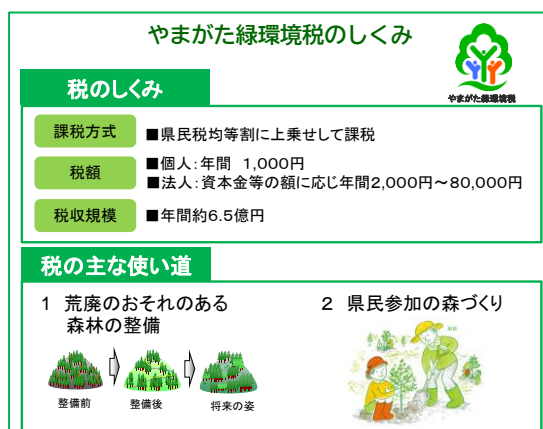 やまがた緑環境税のしくみ
やまがた緑環境税
税のしくみ
課税方式
■県民税均等割に上乗せして課税
税額
■個人:年間 1,000円
■法人:資本金等の額に応じ年間2,000円～80,000円
税収規模
■年間約6.5億円
税の主な使い道
1 荒廃のおそれのある
森林の整備
整備前
整備後
将来の姿
2 県民参加の森づくり